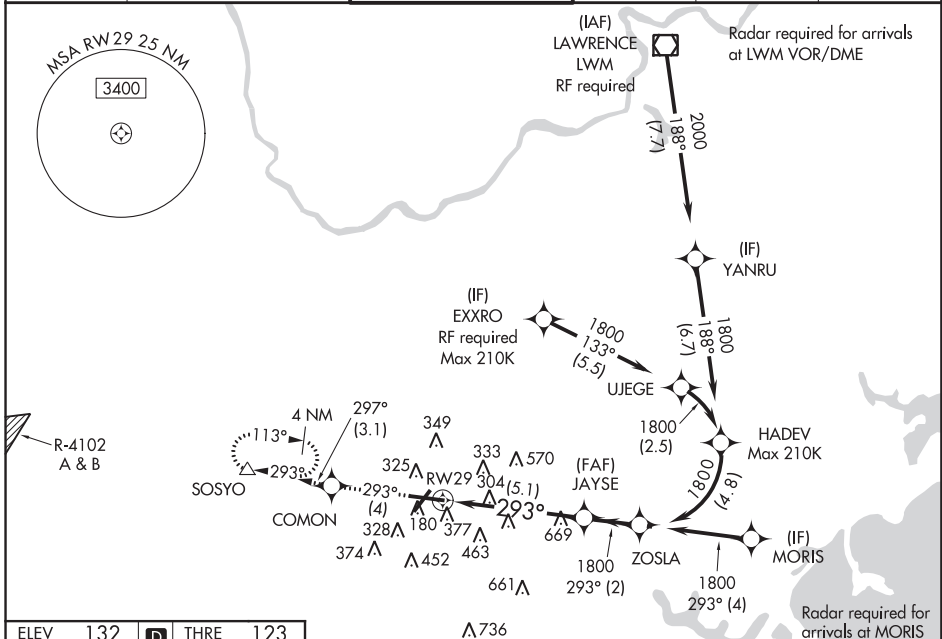 MSA RW29 25 NM
3400
(IAF)
LAWRENCE
LWM
RF required
Radar required for arrivals
at LWM VOR/DME
2000
188°
(7.7)
(IF)
YANRU
1800
188°
(6.7)
(IF)
EXXRO
RF required
Max 210K
1800
133°
(5.5)
UJEGE
1800
(2.5)
HADEV
Max 210K
1800
(4.8)
R-4102
A & B
113°
4 NM
297°
(3.1)
293°
SOSYO
COMON
293°
(4)
349
325
333
570
RW29
304
(5.1)
293°
(FAF)
JAYSE
180
377
328
463
669
374
452
661
736
ZOSLA
1800
293° (2)
(IF)
MORIS
1800
293° (4)
Radar required for
arrivals at MORIS
ELEV 132 D THRE 123